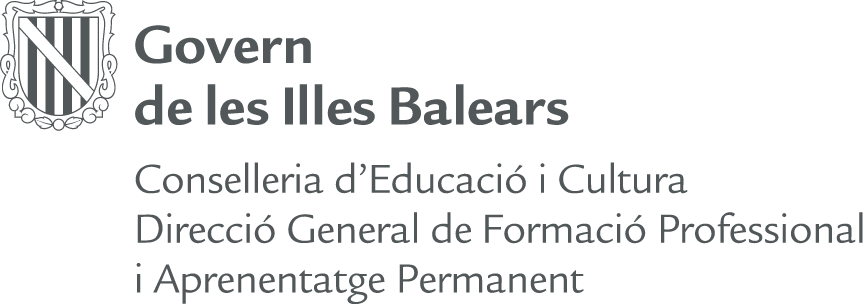 Govern
de les Illes Balears
Conselleria d'Educació i Cultura
Direcció General de Formació Professional
i Aprenentatge Permanent